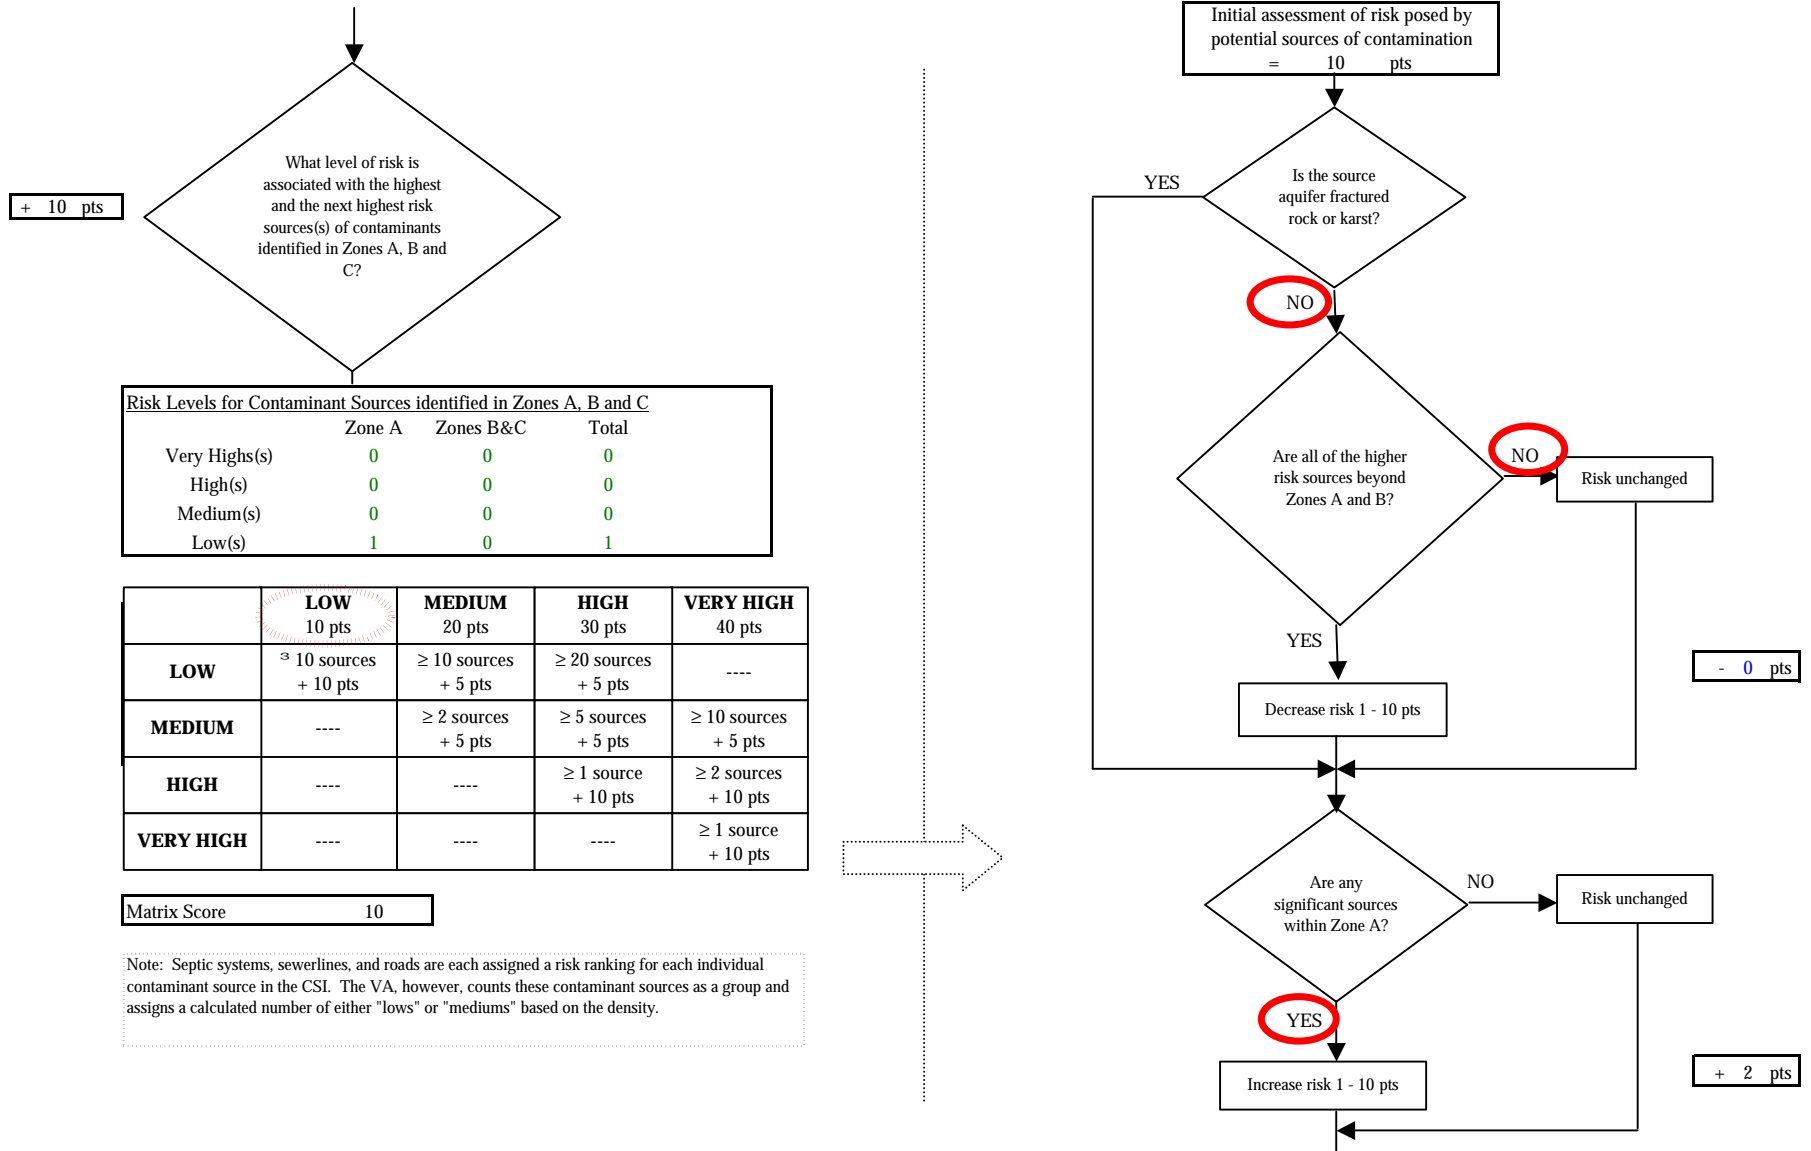 What level of risk is
associated with the highest
and the next highest risk
sources(s) of contaminants
identified in Zones A, B and
C?
+ 10 pts
Risk Levels for Contaminant Sources identified in Zones A, B and C
Zone A Zones B&C Total
Very Highs(s) 0 0 0
High(s) 0 0 0
Medium(s) 0 0 0
Low(s) 1 0 1
LOW MEDIUM HIGH VERY HIGH
10 pts 20 pts 30 pts 40 pts
LOW
³ 10 sources ≥ 10 sources ≥ 20 sources ----
+ 10 pts + 5 pts + 5 pts
MEDIUM
---- ≥ 2 sources ≥ 5 sources ≥ 10 sources
+ 5 pts + 5 pts + 5 pts
HIGH
---- ---- ≥ 1 source ≥ 2 sources
+ 10 pts + 10 pts
VERY HIGH
---- ---- ---- ≥ 1 source
+ 10 pts
Matrix Score 10
Note: Septic systems, sewerlines, and roads are each assigned a risk ranking for each individual
contaminant source in the CSI. The VA, however, counts these contaminant sources as a group and
assigns a calculated number of either "lows" or "mediums" based on the density.
Initial assessment of risk posed by
potential sources of contamination
= 10 pts
Is the source
aquifer fractured
rock or karst?
YES
NO
Are all of the higher
risk sources beyond
Zones A and B?
NO
Risk unchanged
YES
Decrease risk 1 - 10 pts
- 0 pts
Are any
significant sources
within Zone A?
NO
Risk unchanged
YES
Increase risk 1 - 10 pts
+ 2 pts